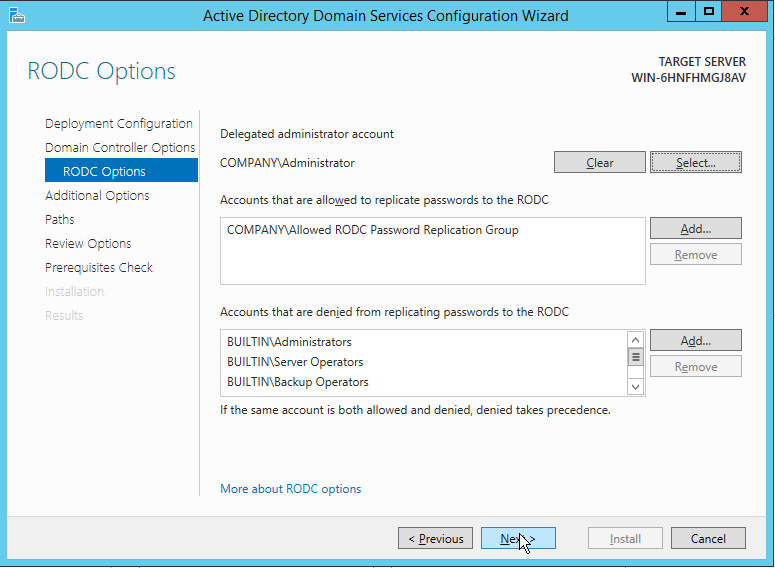 Active Directory Domain Services Configuration Wizard
RODC Options
TARGET SERVER
WIN-6HNFHMGJ8AV
Deployment Configuration
Domain Controller Options
RODC Options
Additional Options
Paths
Review Options
Prerequisites Check
Installation
Results
Delegated administrator account
COMPANY\Administrator
Clear
Select...
Accounts that are allowed to replicate passwords to the RODC
COMPANY\Allowed RODC Password Replication Group
Add...
Remove
Accounts that are denied from replicating passwords to the RODC
BUILTIN\Administrators
BUILTIN\Server Operators
BUILTIN\Backup Operators
Add...
Remove
If the same account is both allowed and denied, denied takes precedence.
More about RODC options
< Previous
Next >
Install
Cancel